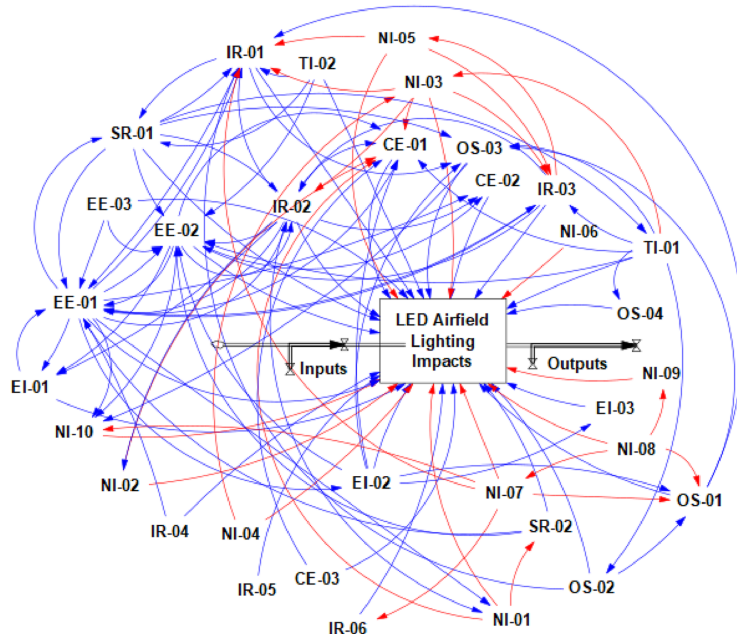 NI-05
IR-01
TI-02
NI-03
SR-01
CE-01
OS-03
CE-02
IR-03
EE-03
IR-02
EE-02
NI-06
TI-01
EE-01
OS-04
LED Airfield
Lighting
Impacts
Inputs
Outputs
NI-09
EI-01
EI-03
NI-10
NI-08
NI-02
EI-02
NI-07
OS-01
IR-04
NI-04
SR-02
IR-05
CE-03
OS-02
IR-06
NI-01